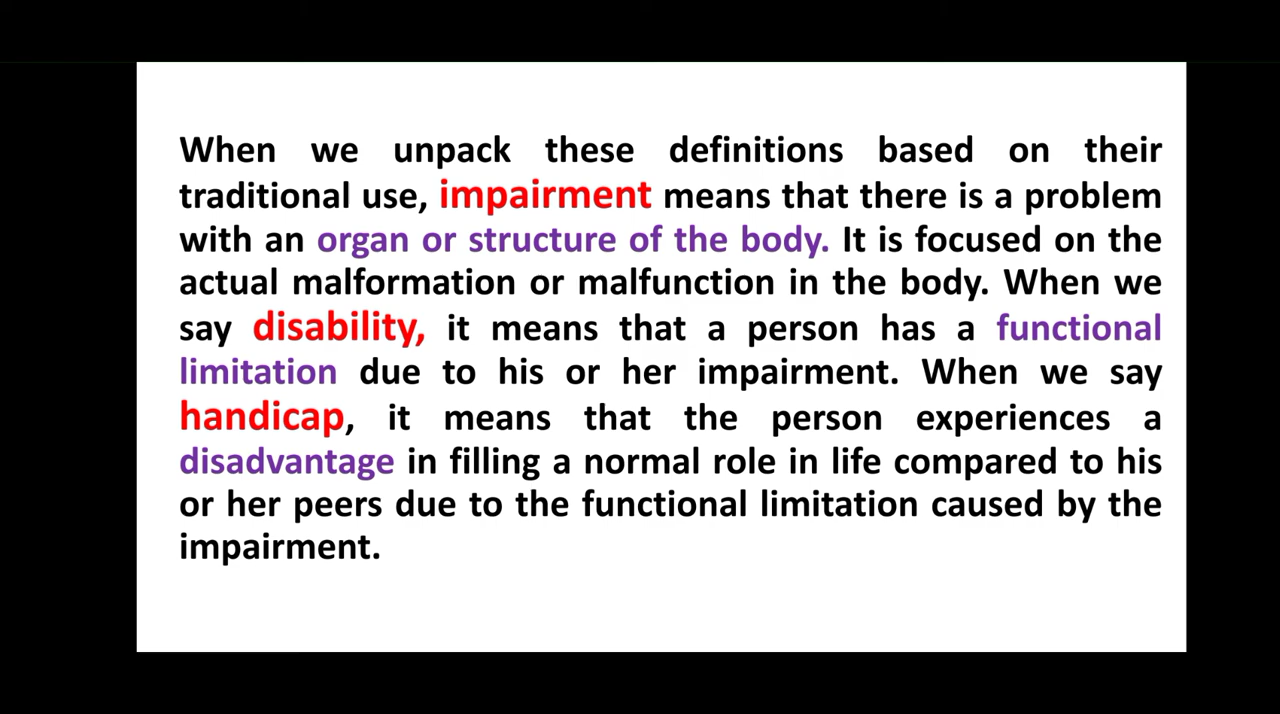 When we unpack these definitions based on their
traditional use, impairment means that there is a problem
with an organ or structure of the body. It is focused on the
actual malformation or malfunction in the body. When we
say disability, it means that a person has a functional
limitation due to his or her impairment. When we say
handicap, it means that the person experiences a
disadvantage in filling a normal role in life compared to his
or her peers due to the functional limitation caused by the
impairment.